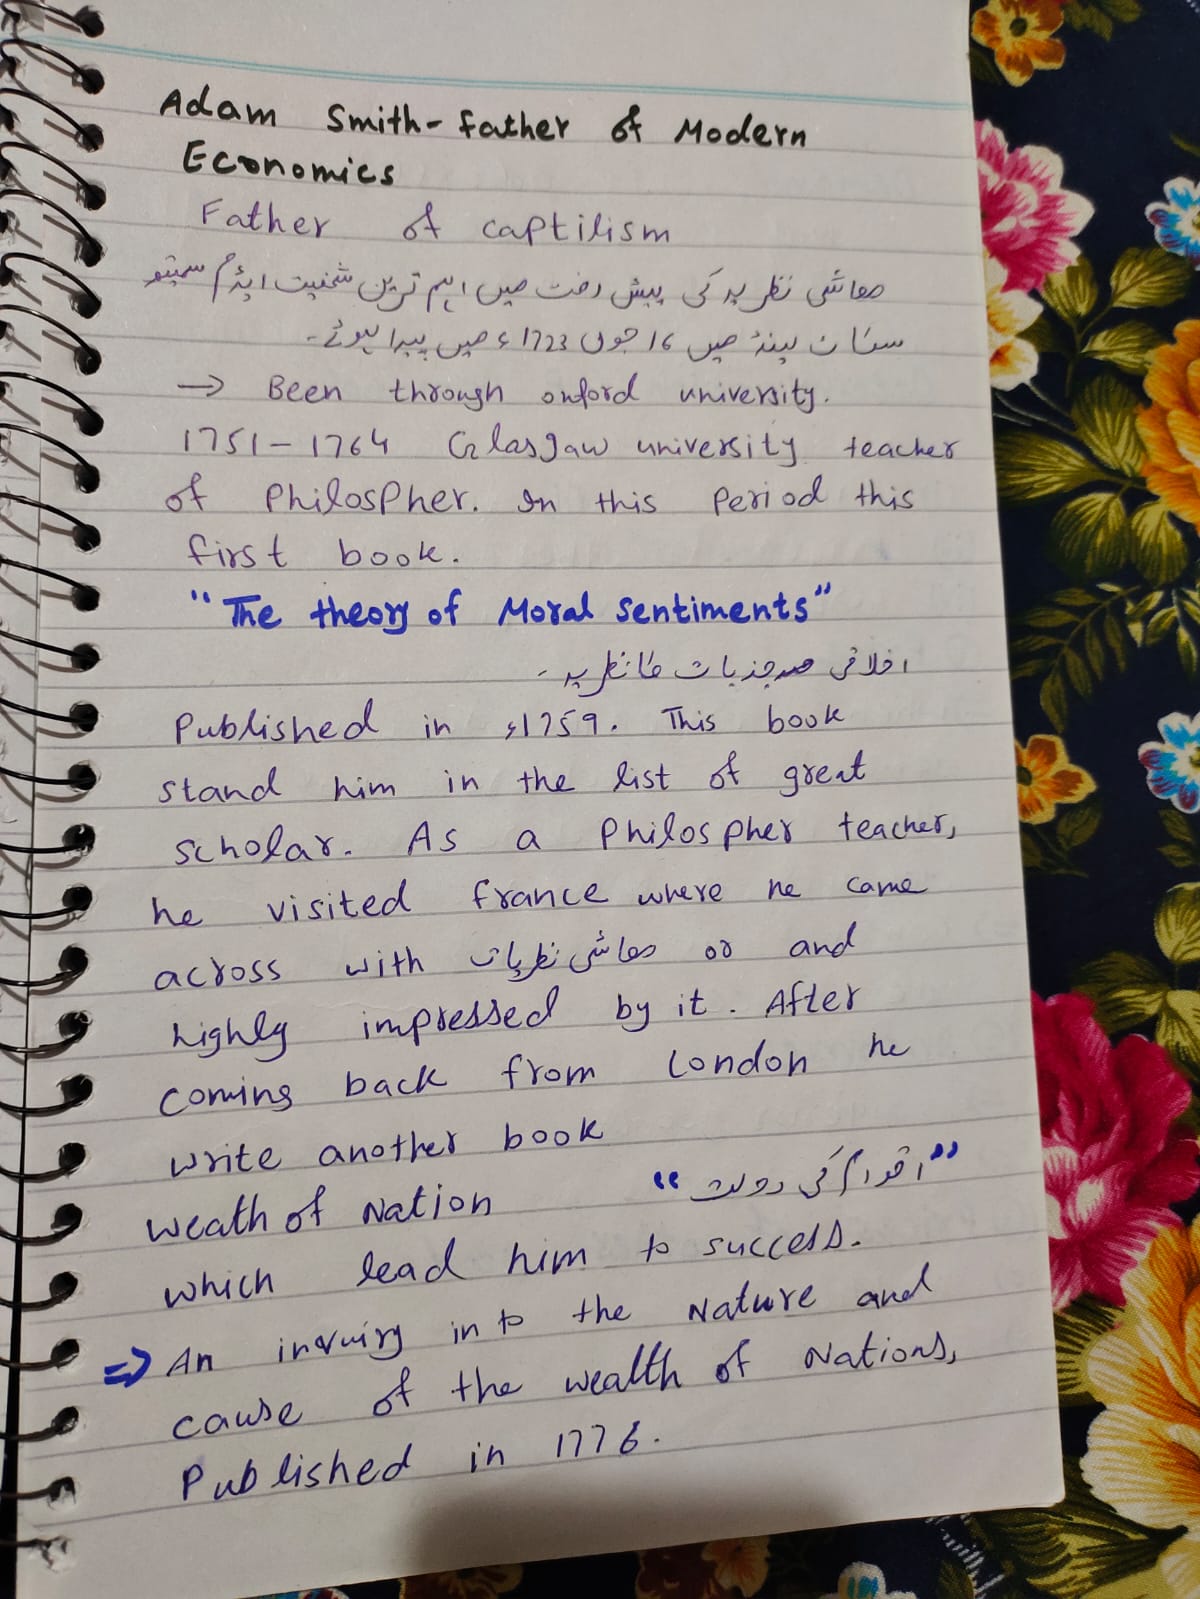 Adam Smith - Father of Modern
Economics
Father of captilism
معاشی نظریہ کی پیش رفت میں اہم ترین شخصیت ایڈم سمتھ
سکاٹ لینڈ میں 16 جون 1723ء میں پیدا ہوئے۔
→ Been through oxford university.
1751-1764 Glasgaw university teacher
of Philospher. In this Period this
first book.
"The theory of Moral Sentiments"
اخلاقی جذبات کا نظریہ۔
Published in ء1759. This book
stand him in the list of great
scholar. As a Philospher teacher,
he visited france where he came
across with معاشی نظریات and
highly impressed by it. After
coming back from London he
write another book
Weath of Nation "اقوام کی دولت"
which lead him to success.
⇒ An inquiry into the Nature and
cause of the wealth of Nations,
Published in 1776.